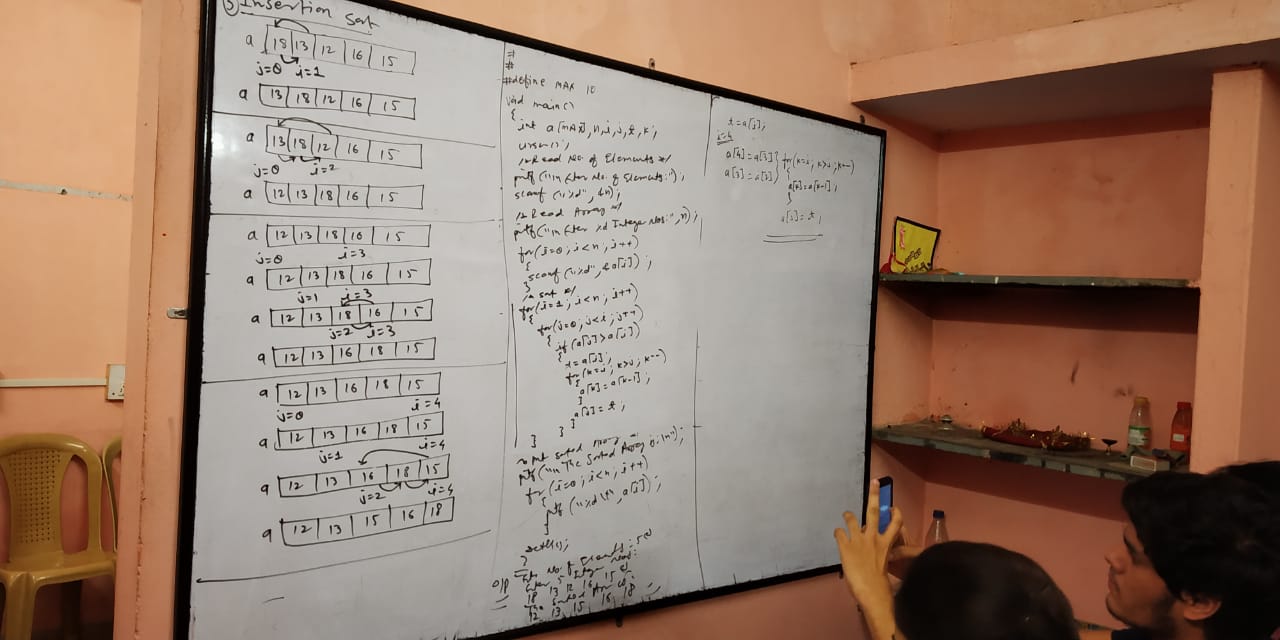 ③ Insertion Sort
a 18 13 12 16 15
j=0 i=1
a 13 18 12 16 15
a 13 18 12 16 15
j=0 i=2
a 12 13 18 16 15
a 12 13 18 16 15
j=0 i=3
a 12 13 18 16 15
j=1 i=3
a 12 13 18 16 15
j=2 i=3
a 12 13 16 18 15
a 12 13 16 18 15
j=0 i=4
a 12 13 16 18 15
j=1 i=4
a 12 13 16 18 15
j=2 i=4
a 12 13 15 16 18
#
#
#define MAX 10
void main()
{
int a[MAX], n, i, j, t, k;
clrscr();
/* Read No. of Elements */
printf("\n Enter No. of Elements:");
scanf("%d", &n);
/* Read Array */
printf("\n Enter %d Integer Nos:", n);
for(i=0; i<n; i++)
{
scanf("%d", &a[i]);
}
/* sort */
for(i=1; i<n; i++)
{
for(j=0; j<i; j++)
{ if(a[j]>a[i])
{
t=a[i];
for(k=i; k>j; k--)
{
a[k]=a[k-1];
}
a[j]=t;
}
}
}
/* Print sorted Array */
printf("\n The Sorted Array is:\n");
for(i=0; i<n; i++)
{
printf("%d\t", a[i]);
}
getch();
}
O/P Enter No. of Elements: 5
Enter 5 Integer Nos:
18 13 12 16 15
The Sorted Array is:
12 13 15 16 18
t=a[i];
i=4
a[4]=a[3] } for(k=i; k>j; k--)
a[3]=a[2] {
a[k]=a[k-1];
}
a[j]=t;